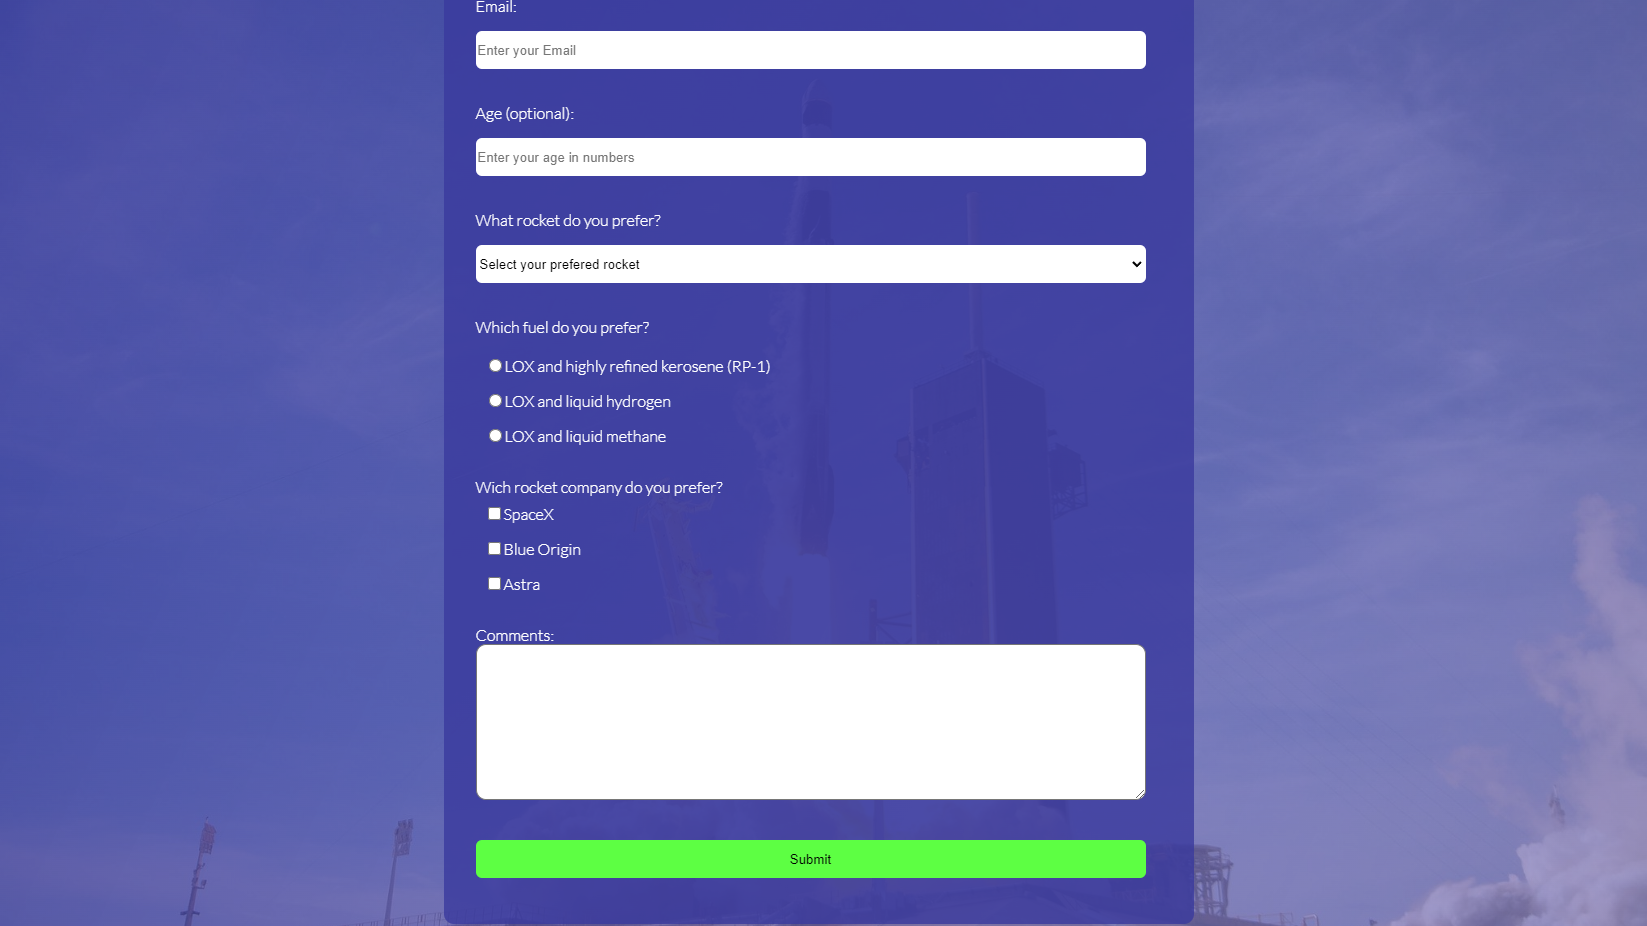 Email:
Enter your Email
Age (optional):
Enter your age in numbers
What rocket do you prefer?
Select your prefered rocket
Which fuel do you prefer?
LOX and highly refined kerosene (RP-1)
LOX and liquid hydrogen
LOX and liquid methane
Wich rocket company do you prefer?
SpaceX
Blue Origin
Astra
Comments:
Submit